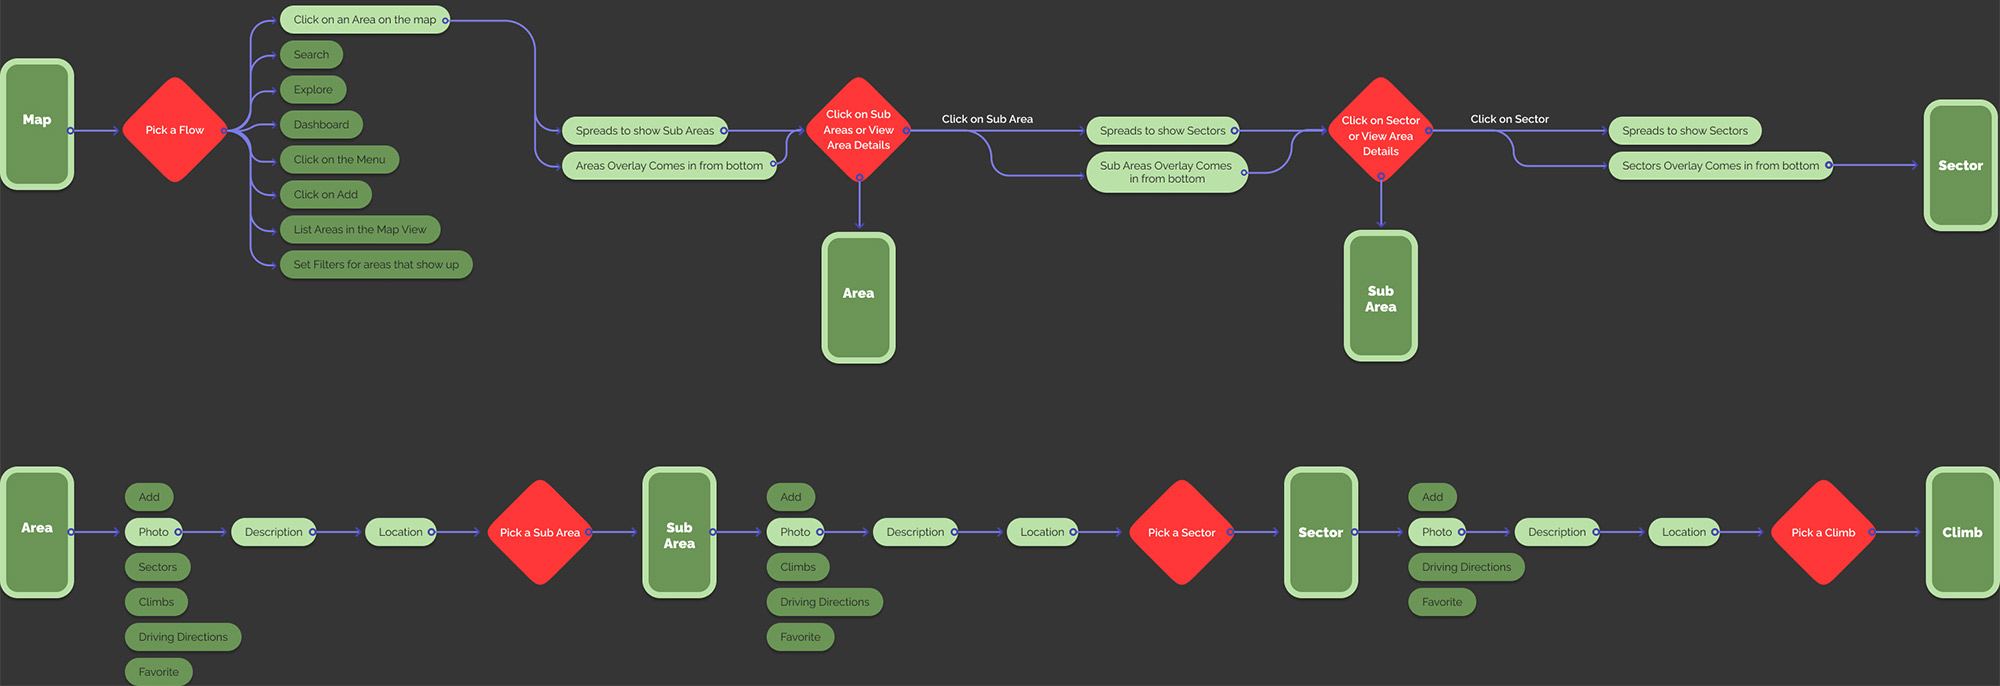 Map
Pick a Flow
Click on an Area on the map
Search
Explore
Dashboard
Click on the Menu
Click on Add
List Areas in the Map View
Set Filters for areas that show up
Spreads to show Sub Areas
Areas Overlay Comes in from bottom
Click on Sub
Areas or View
Area Details
Area
Click on Sub Area
Spreads to show Sectors
Sub Areas Overlay Comes
in from bottom
Click on Sector
or View Area
Details
Sub
Area
Click on Sector
Spreads to show Sectors
Sectors Overlay Comes in from bottom
Sector
Area
Add
Photo
Sectors
Climbs
Driving Directions
Favorite
Description
Location
Pick a Sub Area
Sub
Area
Add
Photo
Climbs
Driving Directions
Favorite
Description
Location
Pick a Sector
Sector
Add
Photo
Driving Directions
Favorite
Description
Location
Pick a Climb
Climb